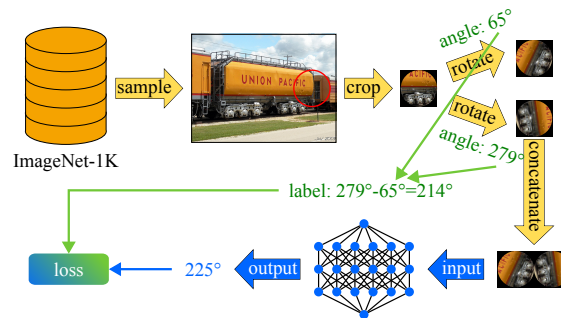 angle: 65°
UNION PACIFIC
sample
crop
rotate
rotate
ImageNet-1K
angle: 279°
concatenate
label: 279°-65°=214°
loss
225°
output
input